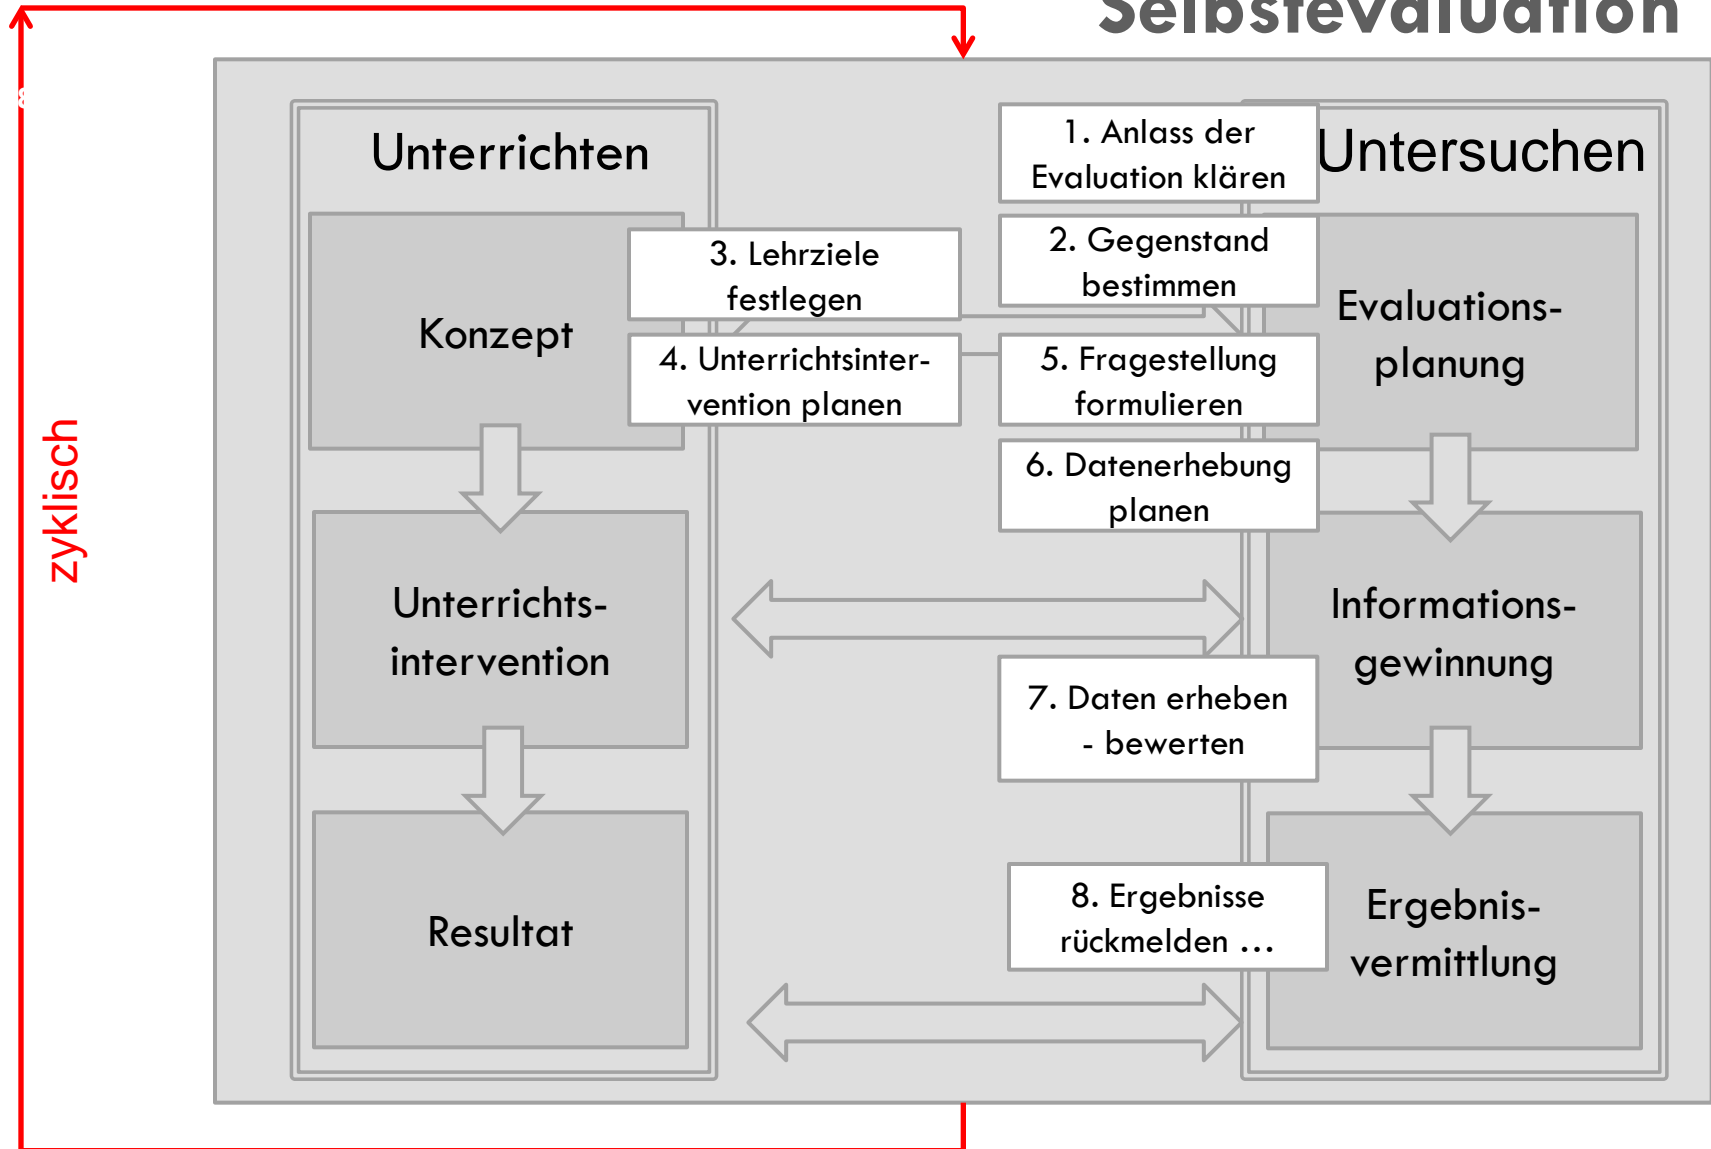 Selbstevaluation
8
Unterrichten
1. Anlass der
Evaluation klären
Untersuchen
3. Lehrziele
festlegen
2. Gegenstand
bestimmen
Konzept
Evaluations-
planung
4. Unterrichtsinter-
vention planen
5. Fragestellung
formulieren
6. Datenerhebung
planen
zyklisch
Unterrichts-
intervention
Informations-
gewinnung
7. Daten erheben
- bewerten
8. Ergebnisse
rückmelden ...
Resultat
Ergebnis-
vermittlung